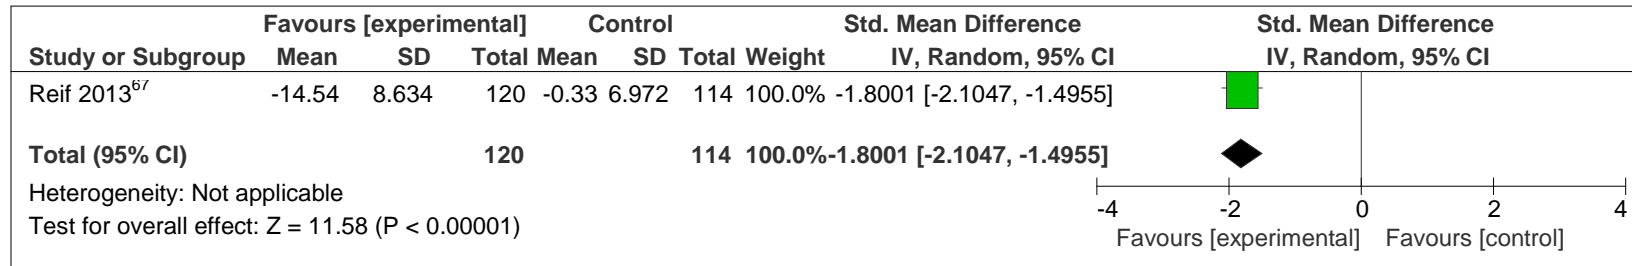 Favours [experimental] Control Std. Mean Difference Std. Mean Difference
Study or Subgroup Mean SD Total Mean SD Total Weight IV, Random, 95% CI IV, Random, 95% CI
Reif 2013⁶⁷ -14.54 8.634 120 -0.33 6.972 114 100.0% -1.8001 [-2.1047, -1.4955]
Total (95% CI) 120 114 100.0% -1.8001 [-2.1047, -1.4955]
Heterogeneity: Not applicable
Test for overall effect: Z = 11.58 (P < 0.00001)
-4 -2 0 2 4
Favours [experimental] Favours [control]